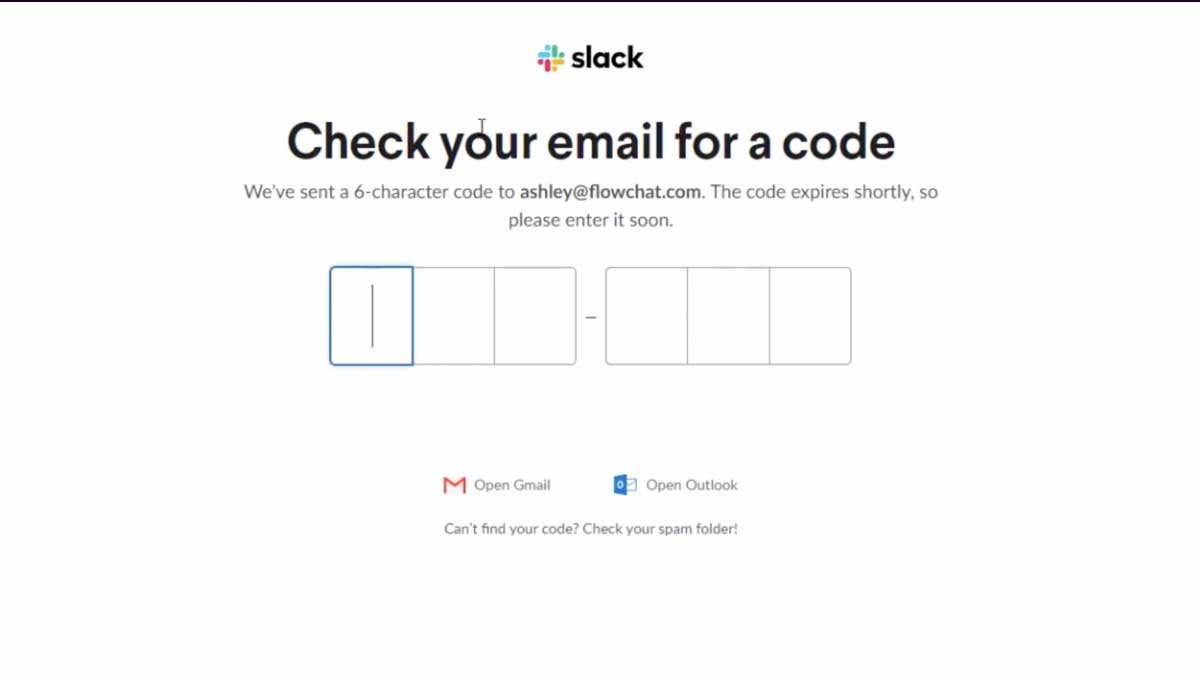 slack
Check your email for a code
We've sent a 6-character code to ashley@flowchat.com. The code expires shortly, so
please enter it soon.
–
Open Gmail
Open Outlook
Can't find your code? Check your spam folder!